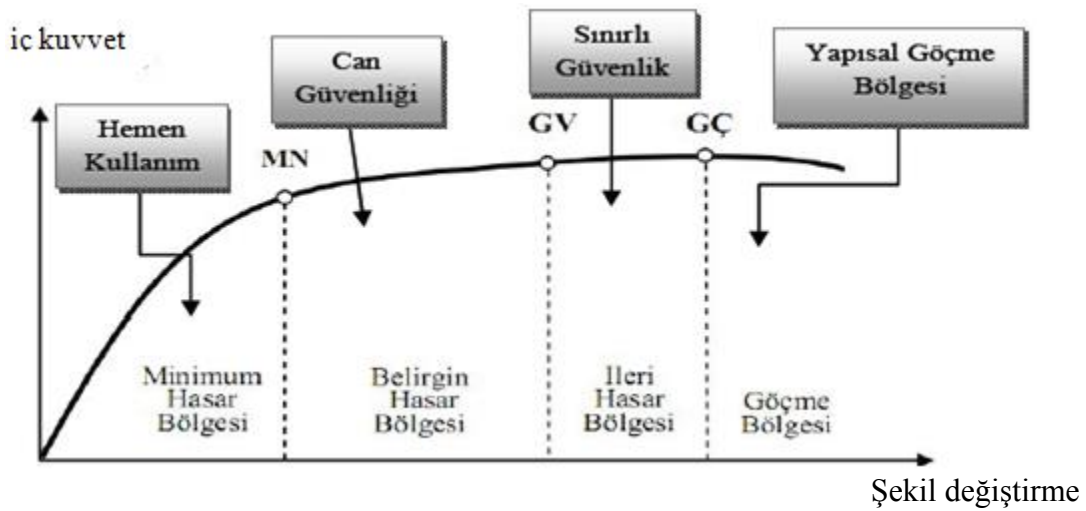 iç kuvvet
Hemen
Kullanım
MN
Can
Güvenliği
GV
Sınırlı
Güvenlik
GÇ
Yapısal Göçme
Bölgesi
Minimum
Hasar
Bölgesi
Belirgin
Hasar
Bölgesi
İleri
Hasar
Bölgesi
Göçme
Bölgesi
Şekil değiştirme